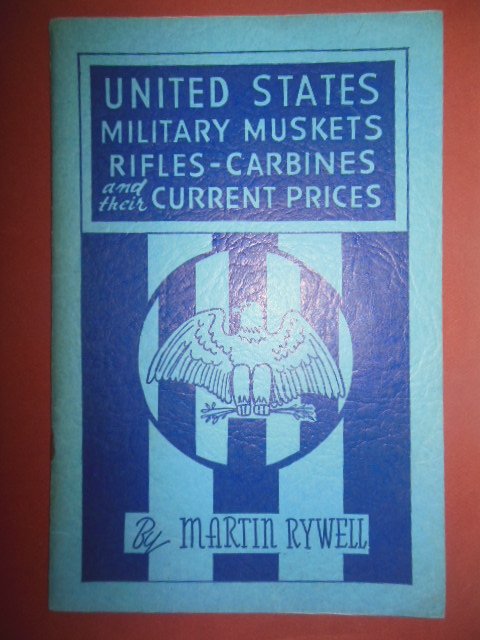 UNITED STATES
MILITARY MUSKETS
RIFLES-CARBINES
and their CURRENT PRICES
By MARTIN RYWELL